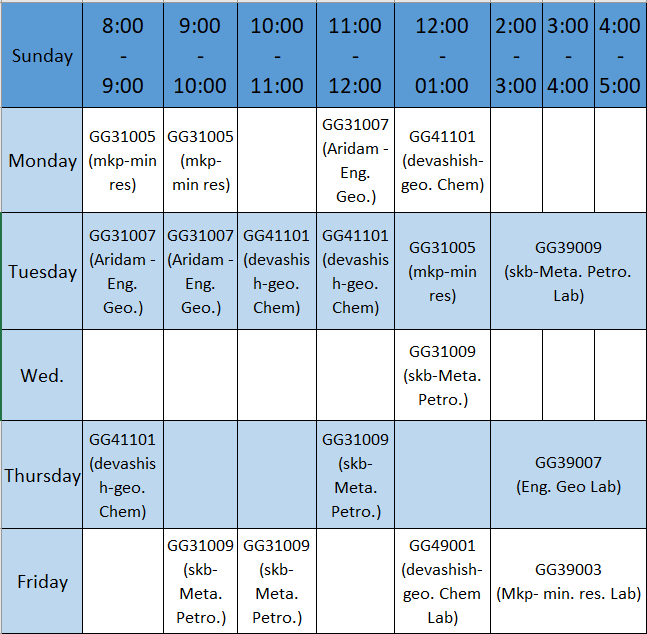 Sunday
8:00
-
9:00
9:00
-
10:00
10:00
-
11:00
11:00
-
12:00
12:00
-
01:00
2:00
-
3:00
3:00
-
4:00
4:00
-
5:00
Monday
GG31005
(mkp-min
res)
GG31005
(mkp-
min res)
GG31007
(Aridam -
Eng.
Geo.)
GG41101
(devashish-
geo. Chem)
Tuesday
GG31007
(Aridam -
Eng.
Geo.)
GG31007
(Aridam -
Eng.
Geo.)
GG41101
(devashis
h-geo.
Chem)
GG41101
(devashis
h-geo.
Chem)
GG31005
(mkp-min
res)
GG39009
(skb-Meta. Petro.
Lab)
Wed.
GG31009
(skb-Meta.
Petro.)
Thursday
GG41101
(devashis
h-geo.
Chem)
GG31009
(skb-
Meta.
Petro.)
GG39007
(Eng. Geo Lab)
Friday
GG31009
(skb-
Meta.
Petro.)
GG31009
(skb-
Meta.
Petro.)
GG49001
(devashish-
geo. Chem
Lab)
GG39003
(Mkp- min. res. Lab)